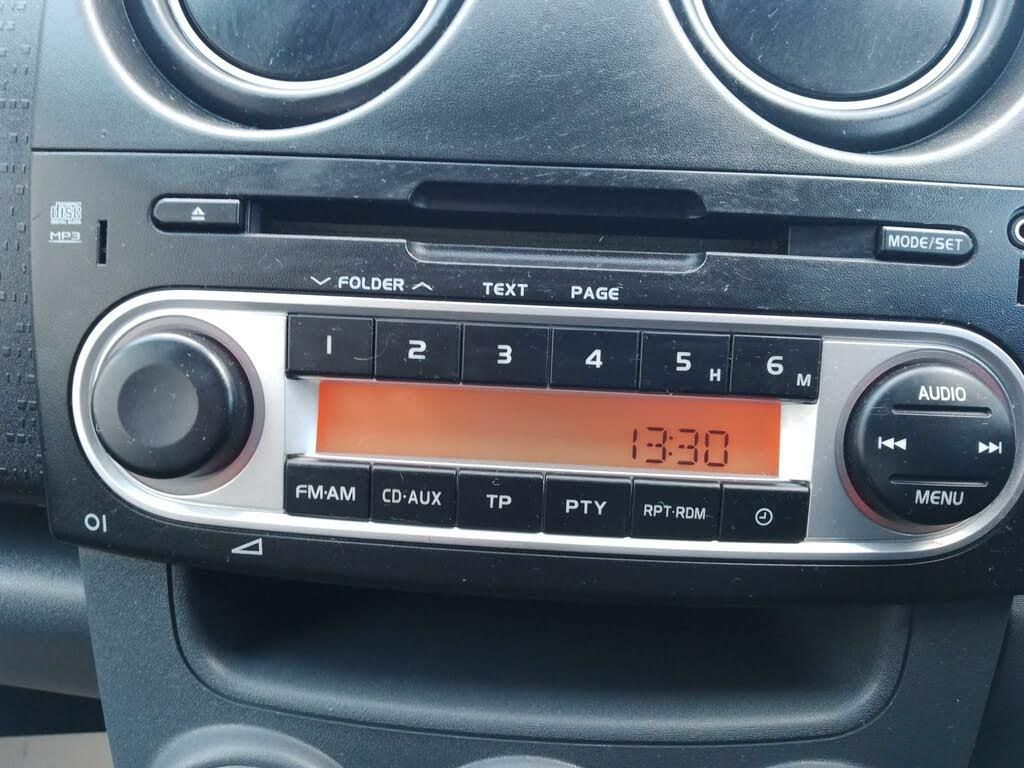 disc
MP3
MODE/SET
FOLDER TEXT PAGE
1 2 3 4 5 H 6 M
AUDIO
13:30
MENU
FM·AM CD·AUX TP PTY RPT·RDM